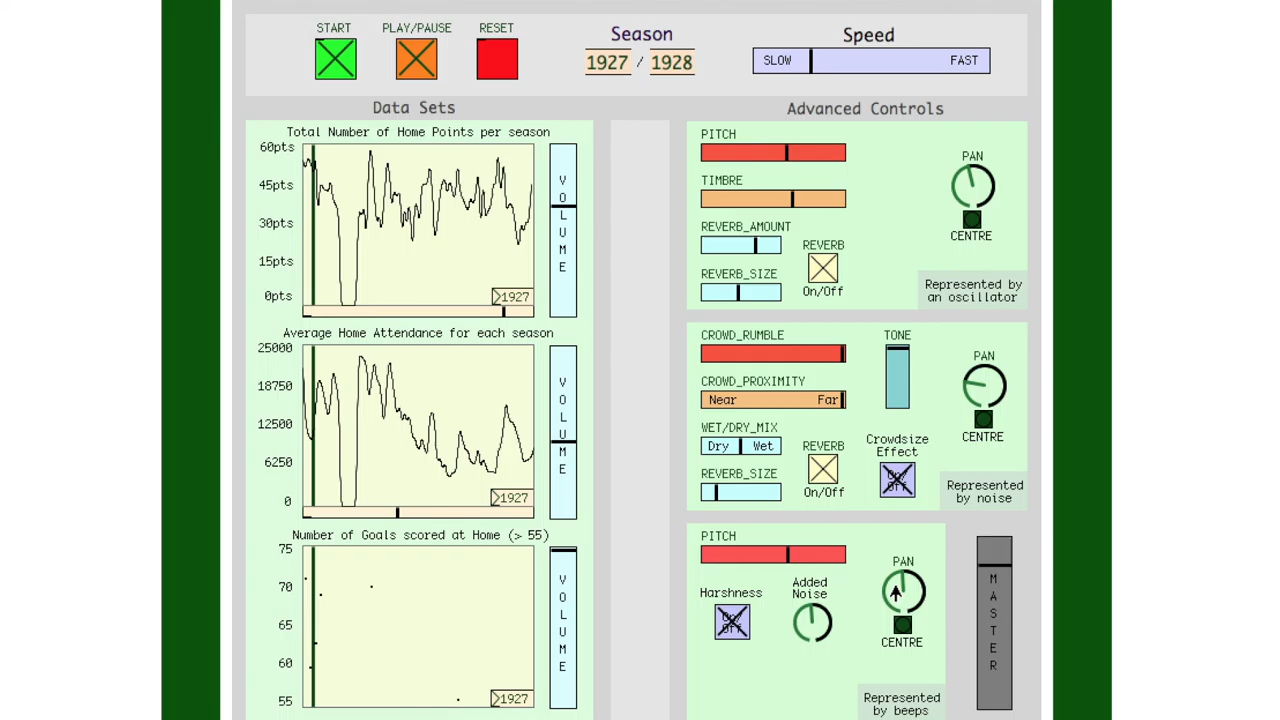 START PLAY/PAUSE RESET
Season
1927 / 1928
Speed
SLOW FAST
Data Sets
Total Number of Home Points per season
60pts
45pts
30pts
15pts
0pts
1927
VOLUME
Average Home Attendance for each season
25000
18750
12500
6250
0
1927
VOLUME
Number of Goals scored at Home (> 55)
75
70
65
60
55
1927
VOLUME
Advanced Controls
PITCH
TIMBRE
REVERB_AMOUNT
REVERB_SIZE
REVERB
On/Off
PAN
CENTRE
Represented
by an oscillator
CROWD_RUMBLE
CROWD_PROXIMITY
Near Far
WET/DRY_MIX
Dry Wet
REVERB_SIZE
REVERB
On/Off
TONE
Crowdsize
Effect
On/
Off
PAN
CENTRE
Represented
by noise
PITCH
Harshness
On/
Off
Added
Noise
PAN
CENTRE
Represented
by beeps
MASTER